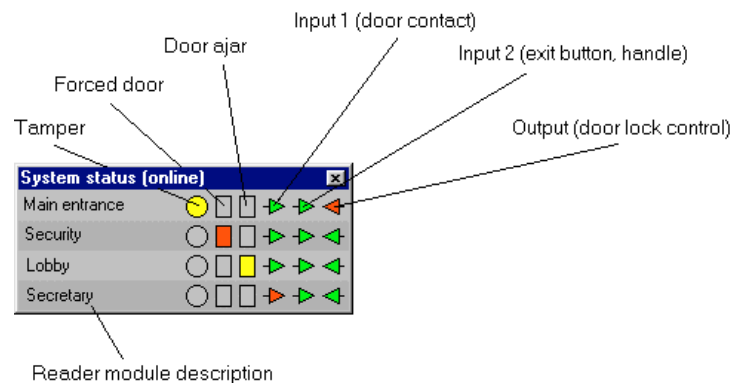 Input 1 (door contact)
Door ajar
Input 2 (exit button, handle)
Forced door
Tamper
Output (door lock control)
System status (online)
Main entrance
Security
Lobby
Secretary
Reader module description